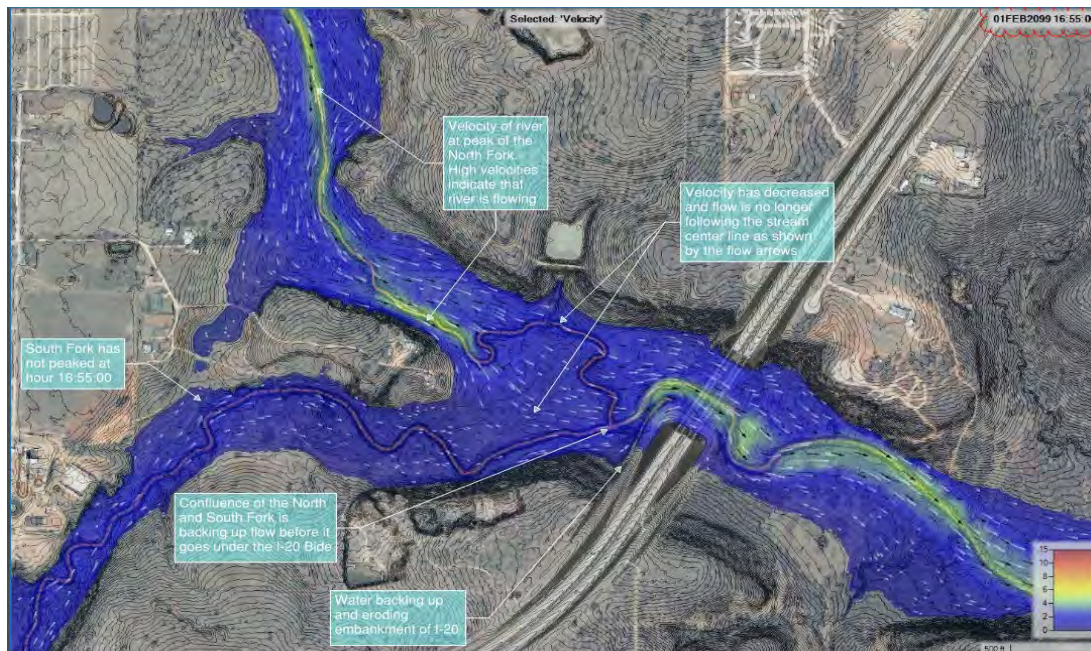 Selected: 'Velocity'
01FEB2099 16:55:0
Velocity of river
at peak of the
North Fork.
High velocities
indicate that
river is flowing
Velocity has decreased
and flow is no longer
following the stream
center line as shown
by the flow arrows
South Fork has
not peaked at
hour 16:55:00
Confluence of the North
and South Fork is
backing up flow before it
goes under the I-20 Bide
Water backing up
and eroding
embankment of I-20
15
10
8
6
4
2
0
500 ft